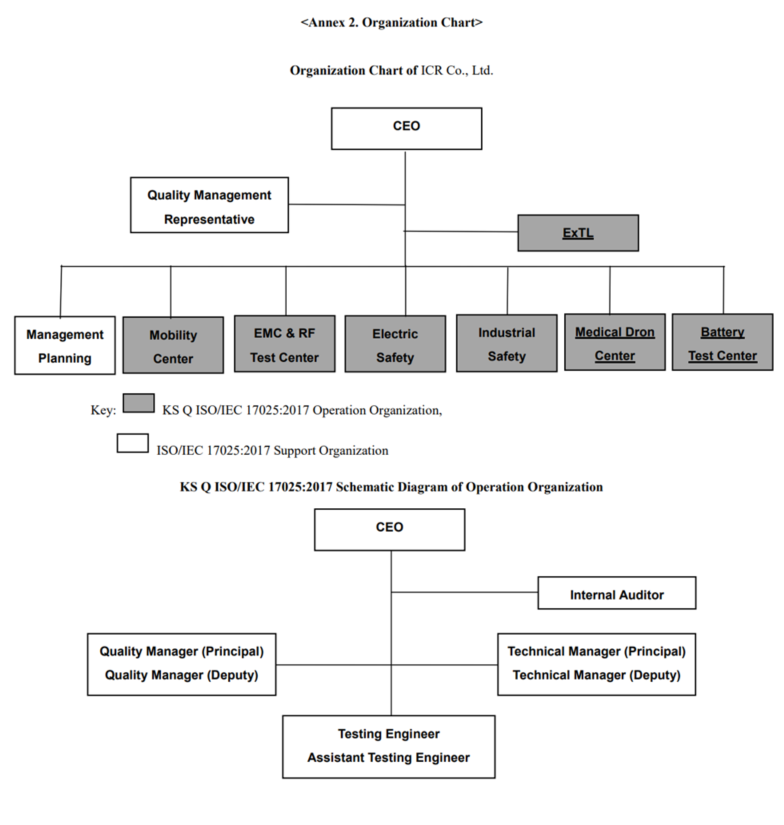 <Annex 2. Organization Chart>
Organization Chart of ICR Co., Ltd.
CEO
Quality Management
Representative
ExTL
Management
Planning
Mobility
Center
EMC & RF
Test Center
Electric
Safety
Industrial
Safety
Medical Dron
Center
Battery
Test Center
Key:
KS Q ISO/IEC 17025:2017 Operation Organization,
ISO/IEC 17025:2017 Support Organization
KS Q ISO/IEC 17025:2017 Schematic Diagram of Operation Organization
CEO
Internal Auditor
Quality Manager (Principal)
Quality Manager (Deputy)
Technical Manager (Principal)
Technical Manager (Deputy)
Testing Engineer
Assistant Testing Engineer